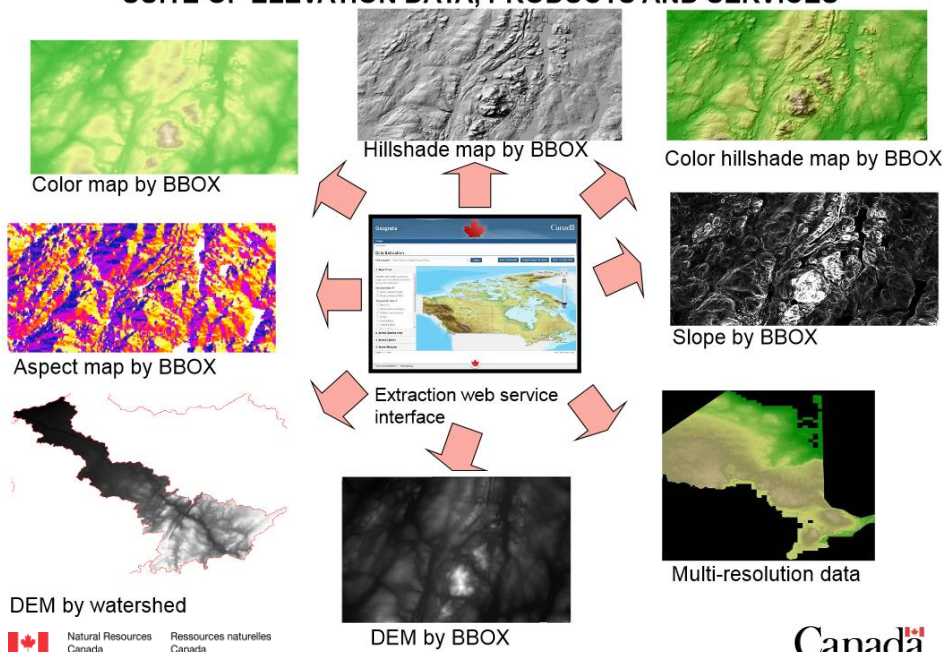 SUITE OF ELEVATION DATA, PRODUCTS AND SERVICES
Hillshade map by BBOX
Color hillshade map by BBOX
Color map by BBOX
Canada
Slope by BBOX
Aspect map by BBOX
Extraction web service
interface
Multi-resolution data
DEM by watershed
DEM by BBOX
Natural Resources
Canada
Ressources naturelles
Canada
Canada